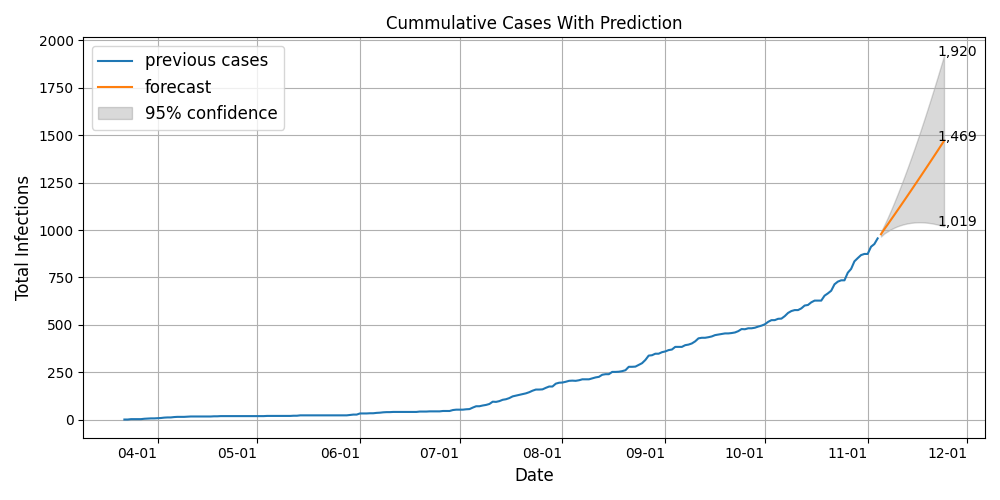 Cummulative Cases With Prediction
2000
1750
1500
1250
1000
750
500
250
0
Total Infections
previous cases
forecast
95% confidence
1,920
1,469
1,019
04-01 05-01 06-01 07-01 08-01 09-01 10-01 11-01 12-01
Date